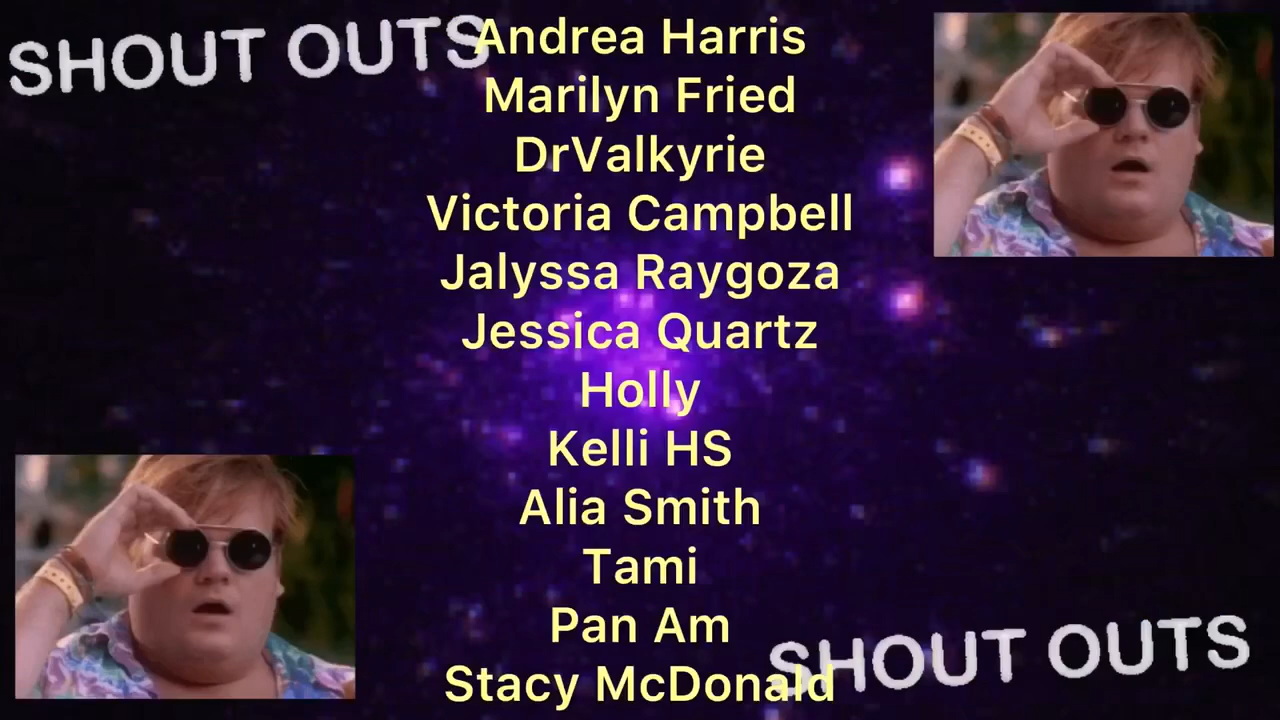 SHOUT OUTS
Andrea Harris
Marilyn Fried
DrValkyrie
Victoria Campbell
Jalyssa Raygoza
Jessica Quartz
Holly
Kelli HS
Alia Smith
Tami
Pan Am
SHOUT OUTS
Stacy McDonald